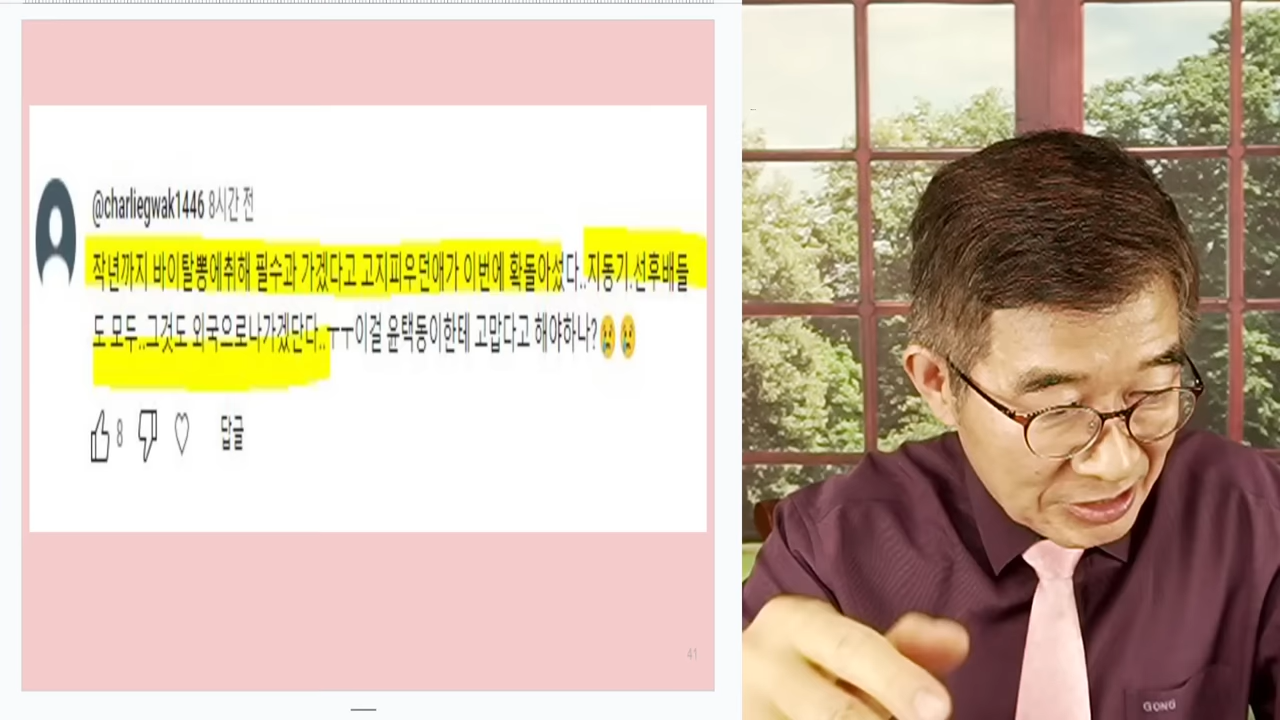 @charliegwak1446 8시간 전
작년까지 바이탈뽕에취해 필수과 가겠다고 고지피우던애가 이번에 확돌아섰다..지동기.선후배들
도 모두..그것도 외국으로나가겠단다..ㅜㅜ이걸 윤택동이한테 고맙다고 해야하나?😢😢
8
답글
41
GONG